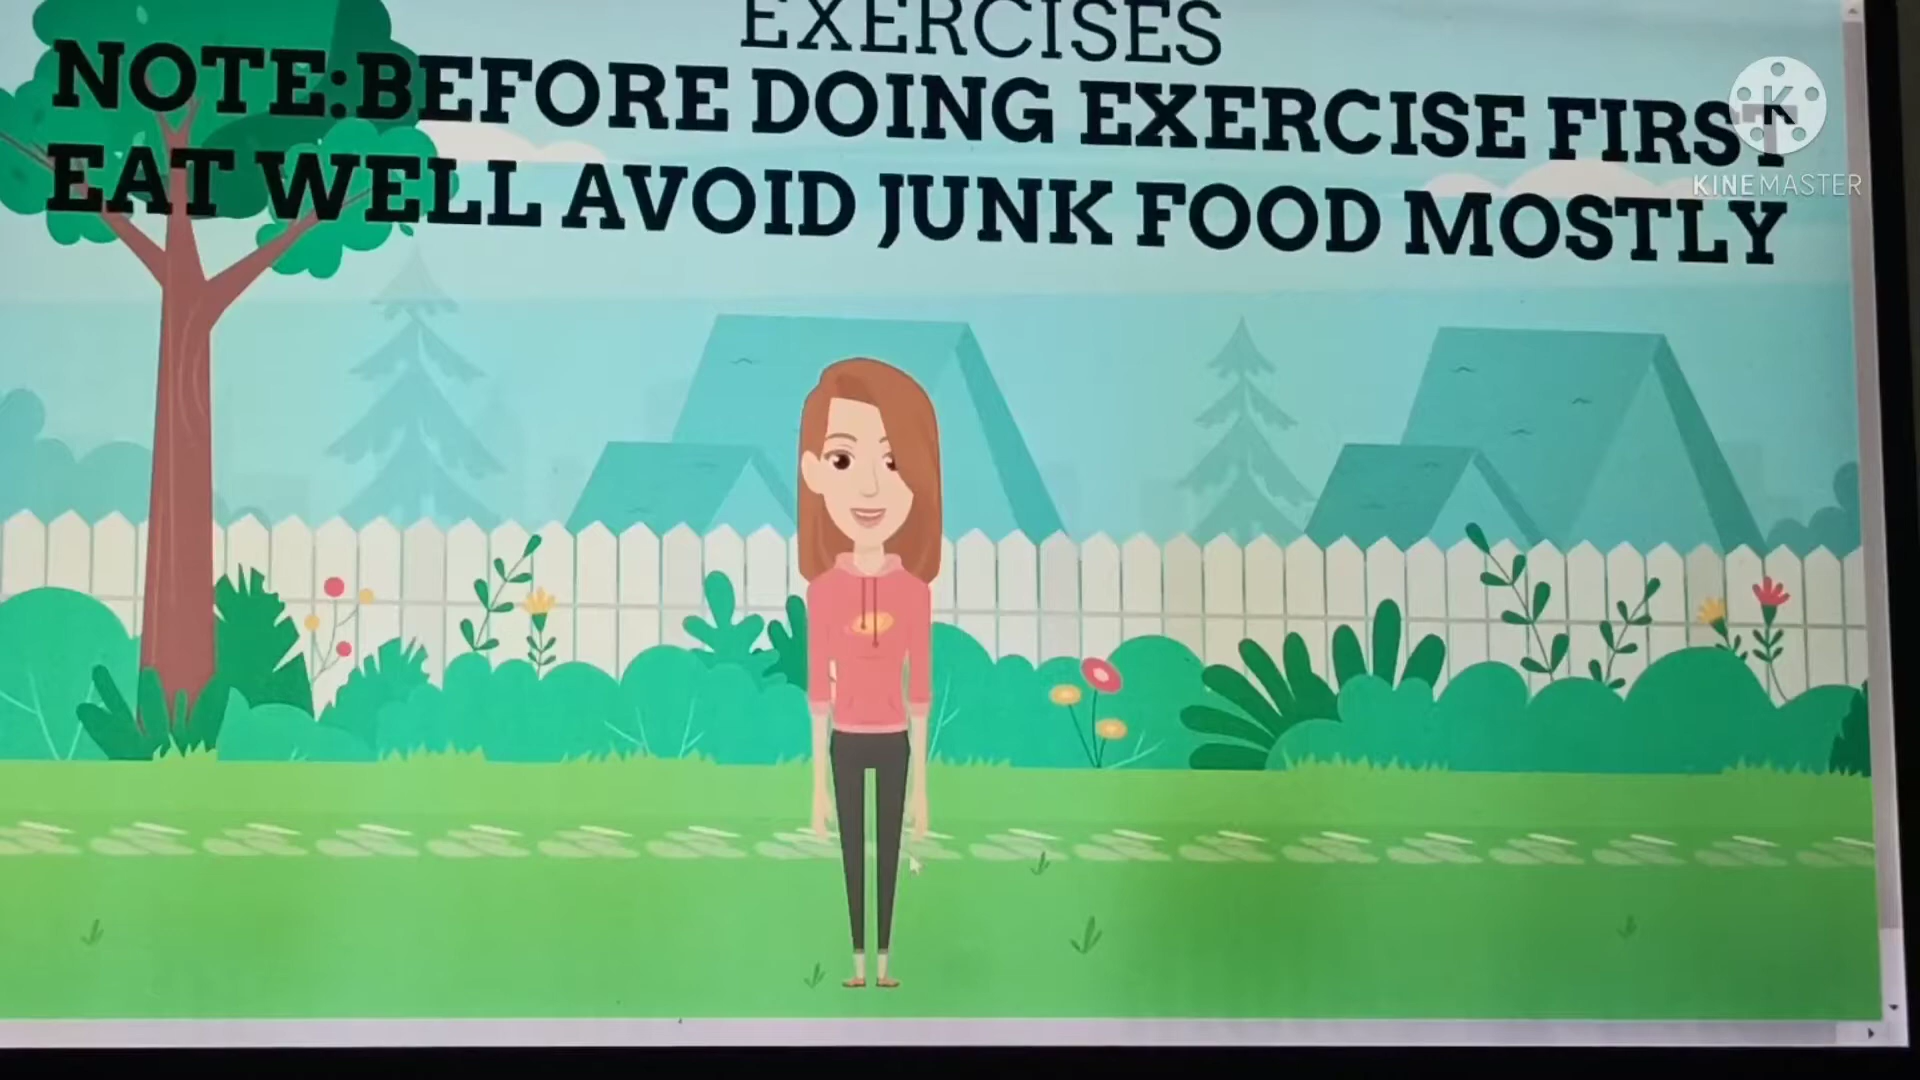 EXERCISES
NOTE:BEFORE DOING EXERCISE FIRST
EAT WELL AVOID JUNK FOOD MOSTLY
K
KINEMASTER